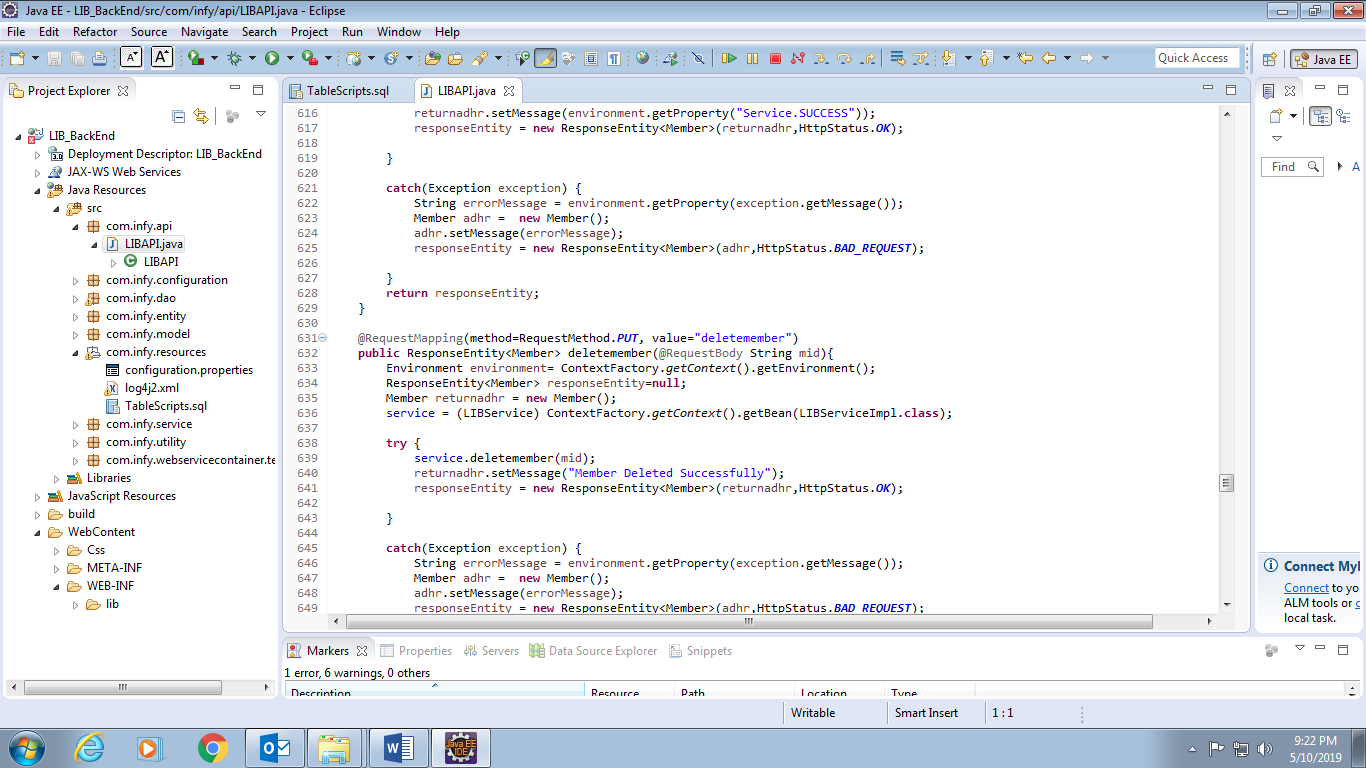 Java EE - LIB_BackEnd/src/com/infy/api/LIBAPI.java - Eclipse
File Edit Refactor Source Navigate Search Project Run Window Help
Quick Access
Java EE
Project Explorer
LIB_BackEnd
Deployment Descriptor: LIB_BackEnd
JAX-WS Web Services
Java Resources
src
com.infy.api
LIBAPI.java
LIBAPI
com.infy.configuration
com.infy.dao
com.infy.entity
com.infy.model
com.infy.resources
configuration.properties
log4j2.xml
TableScripts.sql
com.infy.service
com.infy.utility
com.infy.webservicecontainer.te
Libraries
JavaScript Resources
build
WebContent
Css
META-INF
WEB-INF
lib
TableScripts.sql LIBAPI.java
616 returnadhr.setMessage(environment.getProperty("Service.SUCCESS"));
617 responseEntity = new ResponseEntity<Member>(returnadhr,HttpStatus.OK);
618
619 }
620
621 catch(Exception exception) {
622 String errorMessage = environment.getProperty(exception.getMessage());
623 Member adhr =  new Member();
624 adhr.setMessage(errorMessage);
625 responseEntity = new ResponseEntity<Member>(adhr,HttpStatus.BAD_REQUEST);
626
627 }
628 return responseEntity;
629 }
630
631 @RequestMapping(method=RequestMethod.PUT, value="deletemember")
632 public ResponseEntity<Member> deletemember(@RequestBody String mid){
633 Environment environment= ContextFactory.getContext().getEnvironment();
634 ResponseEntity<Member> responseEntity=null;
635 Member returnadhr = new Member();
636 service = (LIBService) ContextFactory.getContext().getBean(LIBServiceImpl.class);
637
638 try {
639 service.deletemember(mid);
640 returnadhr.setMessage("Member Deleted Successfully");
641 responseEntity = new ResponseEntity<Member>(returnadhr,HttpStatus.OK);
642
643 }
644
645 catch(Exception exception) {
646 String errorMessage = environment.getProperty(exception.getMessage());
647 Member adhr =  new Member();
648 adhr.setMessage(errorMessage);
649 responseEntity = new ResponseEntity<Member>(adhr,HttpStatus.BAD_REQUEST);
Find
A
Connect Myl
Connect to yo
ALM tools or c
local task.
Markers Properties Servers Data Source Explorer Snippets
1 error, 6 warnings, 0 others
Description Resource Path Location Type
Writable Smart Insert 1 : 1
Java EE IDE
9:22 PM
5/10/2019